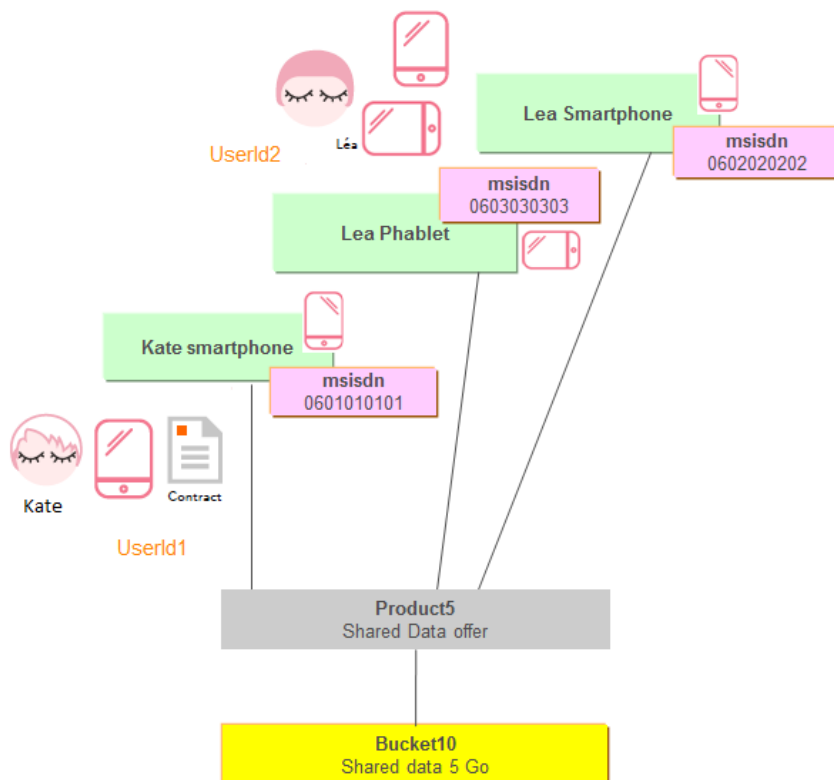 Lea Smartphone
msisdn
0602020202
UserId2
Léa
msisdn
0603030303
Lea Phablet
Kate smartphone
msisdn
0601010101
Kate
Contract
UserId1
Product5
Shared Data offer
Bucket10
Shared data 5 Go